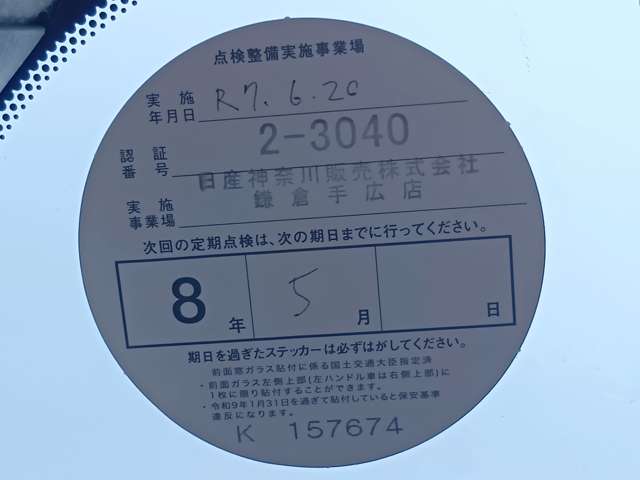 点検整備実施事業場
実施年月日 R7.6.20
認証番号 2-3040
日産神奈川販売株式会社
実施事業場 鎌倉手広店
次回の定期点検は、次の期日までに行ってください。
8年 5月 日
期日を過ぎたステッカーは必ずはがしてください。
前面窓ガラス貼付に係る国土交通大臣指定済
・前面ガラス左側上部(左ハンドル車は右側上部)に
1枚に限り貼付することができます。
・令和9年1月31日を過ぎて貼付していると保安基準
違反になります。
K 157674